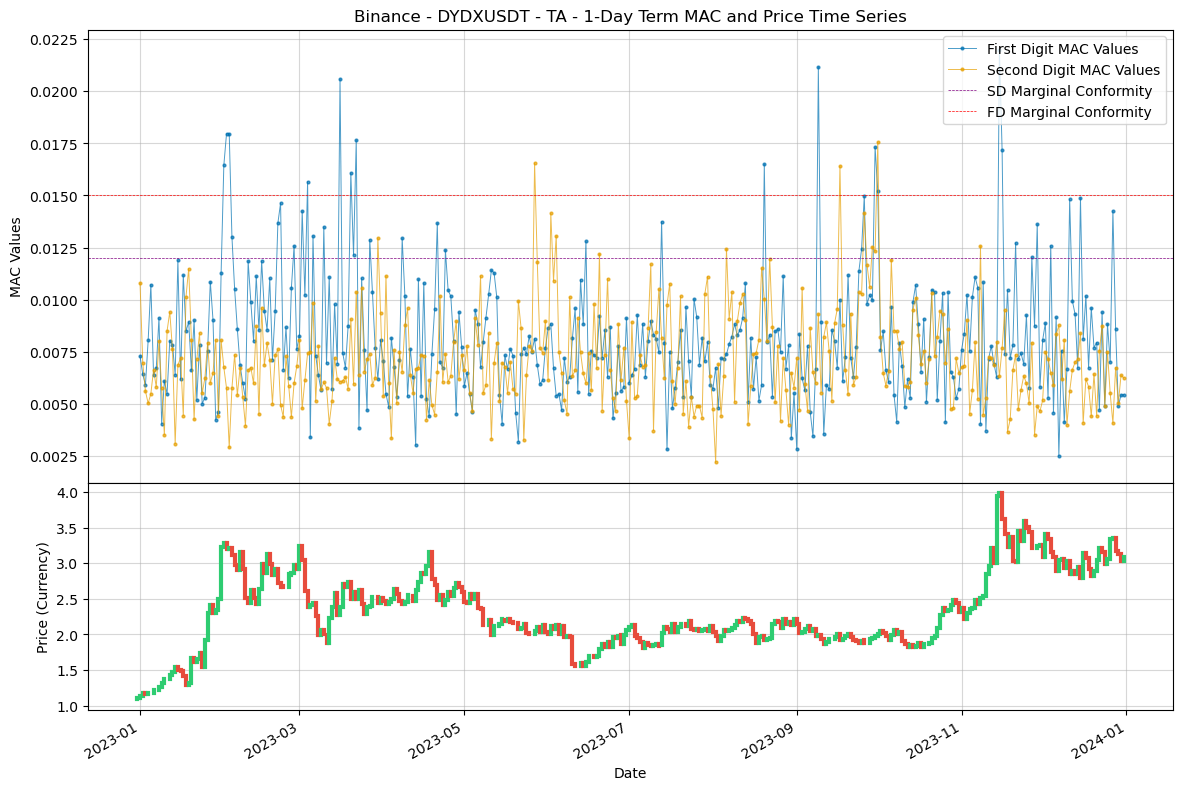 Binance - DYDXUSDT - TA - 1-Day Term MAC and Price Time Series
First Digit MAC Values
Second Digit MAC Values
SD Marginal Conformity
FD Marginal Conformity
MAC Values
0.0225
0.0200
0.0175
0.0150
0.0125
0.0100
0.0075
0.0050
0.0025
Price (Currency)
4.0
3.5
3.0
2.5
2.0
1.5
1.0
2023-01
2023-03
2023-05
2023-07
2023-09
2023-11
2024-01
Date